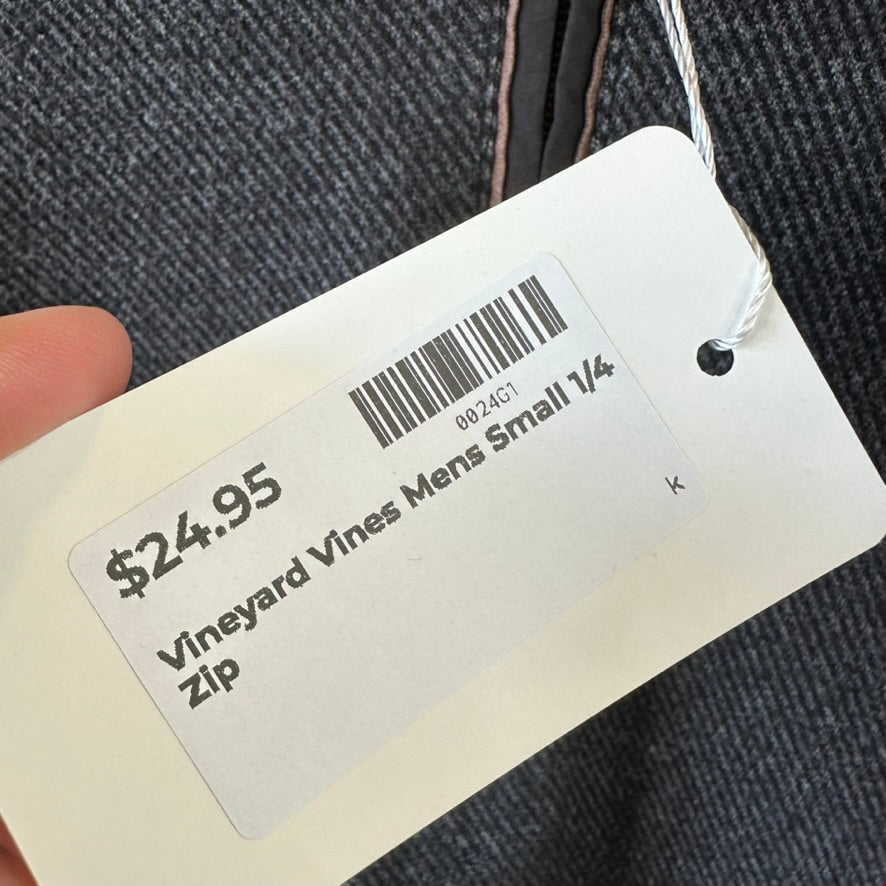 0024G1
$24.95
Vineyard Vines Mens Small 1/4
Zip
k